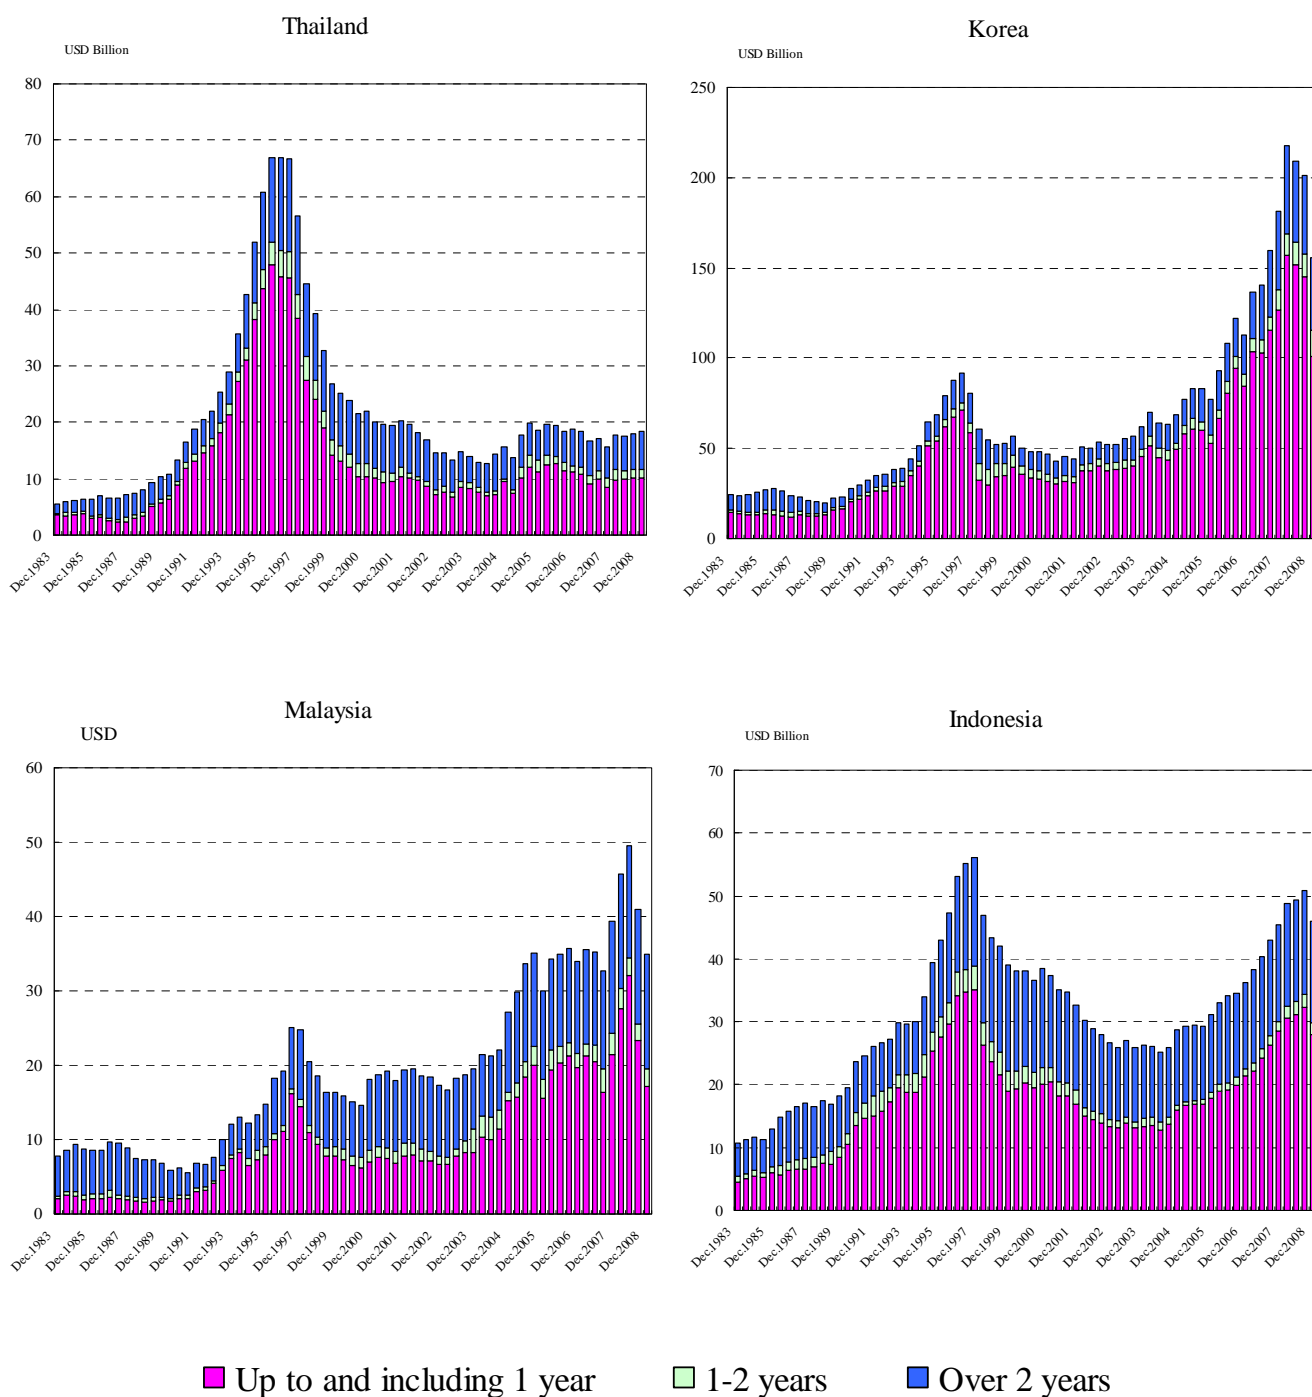 Thailand
USD Billion
80
70
60
50
40
30
20
10
0
Dec.1983
Dec.1985
Dec.1987
Dec.1989
Dec.1991
Dec.1993
Dec.1995
Dec.1997
Dec.1999
Dec.2000
Dec.2001
Dec.2002
Dec.2003
Dec.2004
Dec.2005
Dec.2006
Dec.2007
Dec.2008
Korea
USD Billion
250
200
150
100
50
0
Dec.1983
Dec.1985
Dec.1987
Dec.1989
Dec.1991
Dec.1993
Dec.1995
Dec.1997
Dec.1999
Dec.2000
Dec.2001
Dec.2002
Dec.2003
Dec.2004
Dec.2005
Dec.2006
Dec.2007
Dec.2008
Malaysia
USD
60
50
40
30
20
10
0
Dec.1983
Dec.1985
Dec.1987
Dec.1989
Dec.1991
Dec.1993
Dec.1995
Dec.1997
Dec.1999
Dec.2000
Dec.2001
Dec.2002
Dec.2003
Dec.2004
Dec.2005
Dec.2006
Dec.2007
Dec.2008
Indonesia
USD Billion
70
60
50
40
30
20
10
0
Dec.1983
Dec.1985
Dec.1987
Dec.1989
Dec.1991
Dec.1993
Dec.1995
Dec.1997
Dec.1999
Dec.2000
Dec.2001
Dec.2002
Dec.2003
Dec.2004
Dec.2005
Dec.2006
Dec.2007
Dec.2008
Up to and including 1 year
1-2 years
Over 2 years